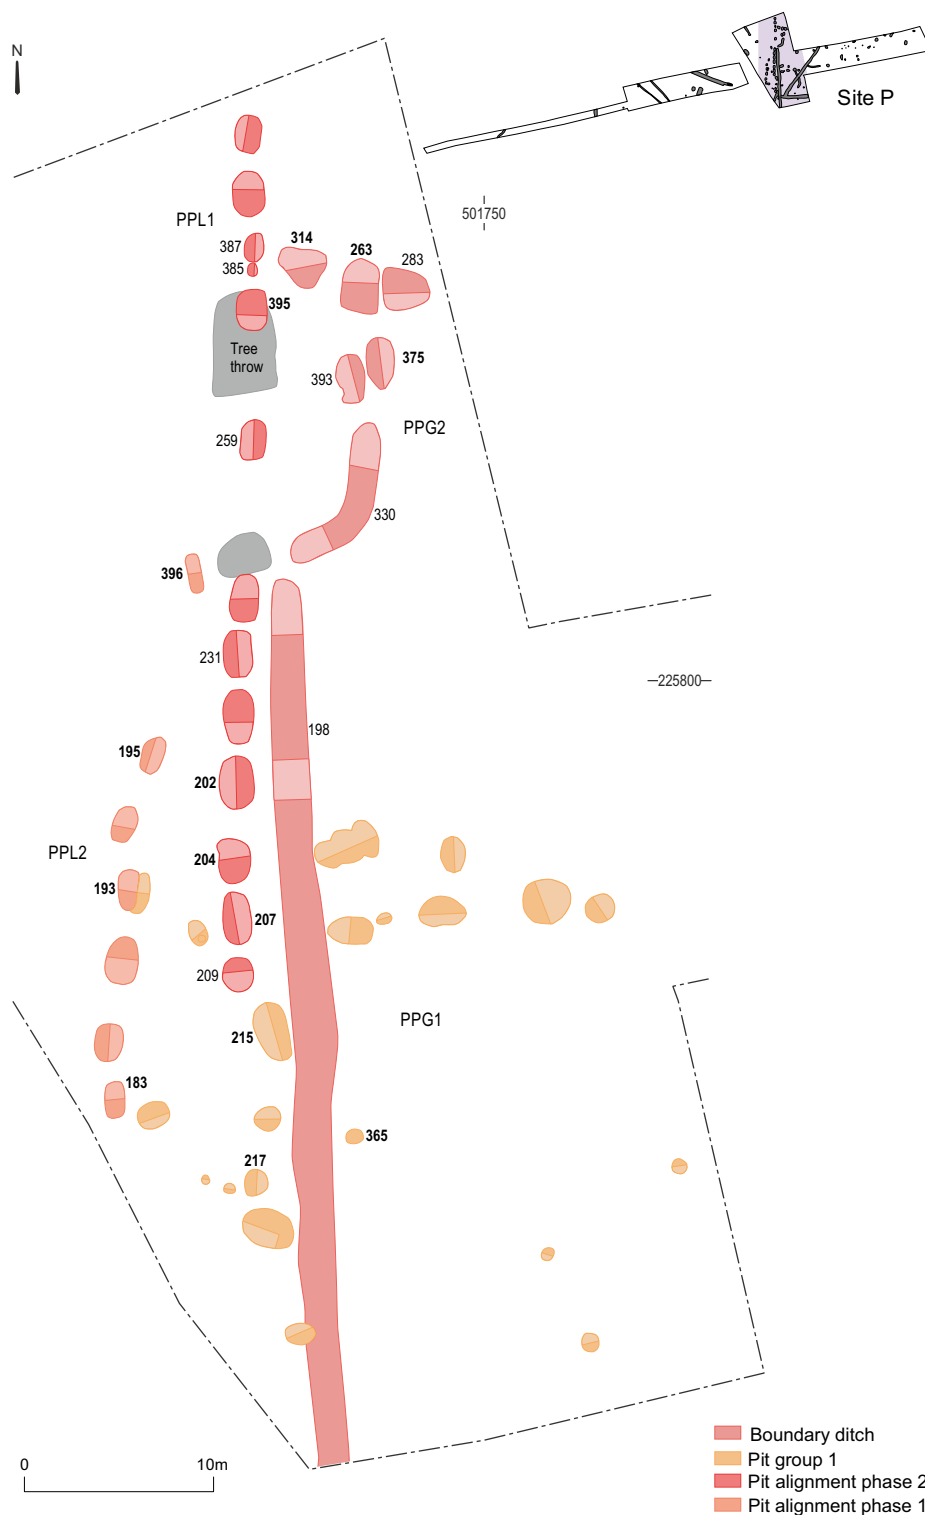 N
Site P
501750
PPL1
387
314
263
283
385
395
Tree
throw
375
393
259
PPG2
330
396
231
225800
198
195
202
PPL2
204
193
207
209
PPG1
215
183
365
217
0 10m
Boundary ditch
Pit group 1
Pit alignment phase 2
Pit alignment phase 1